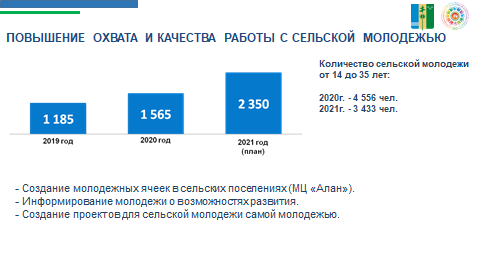 ПОВЫШЕНИЕ ОХВАТА И КАЧЕСТВА РАБОТЫ С СЕЛЬСКОЙ МОЛОДЕЖЬЮ
Количество сельской молодежи
от 14 до 35 лет:
2020г. - 4 556 чел.
2021г. - 3 433 чел.
1 185
1 565
2 350
2019 год
2020 год
2021 год
(план)
- Создание молодежных ячеек в сельских поселениях (МЦ «Алан»).
- Информирование молодежи о возможностях развития.
- Создание проектов для сельской молодежи самой молодежью.